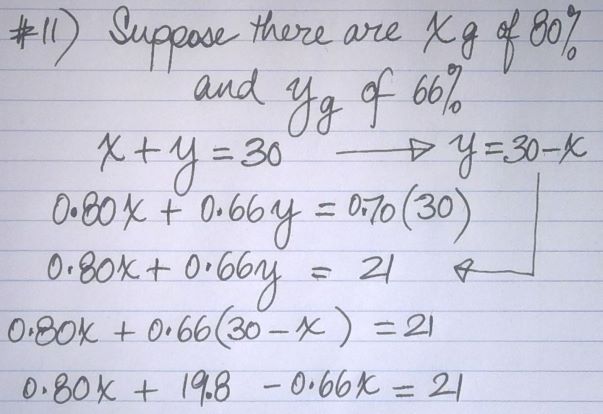 #11) Suppose there are x g of 80%
and y g of 66%
x + y = 30 → y = 30 - x
0.80x + 0.66y = 0.70(30)
0.80x + 0.66y = 21
0.80x + 0.66(30 - x) = 21
0.80x + 19.8 - 0.66x = 21